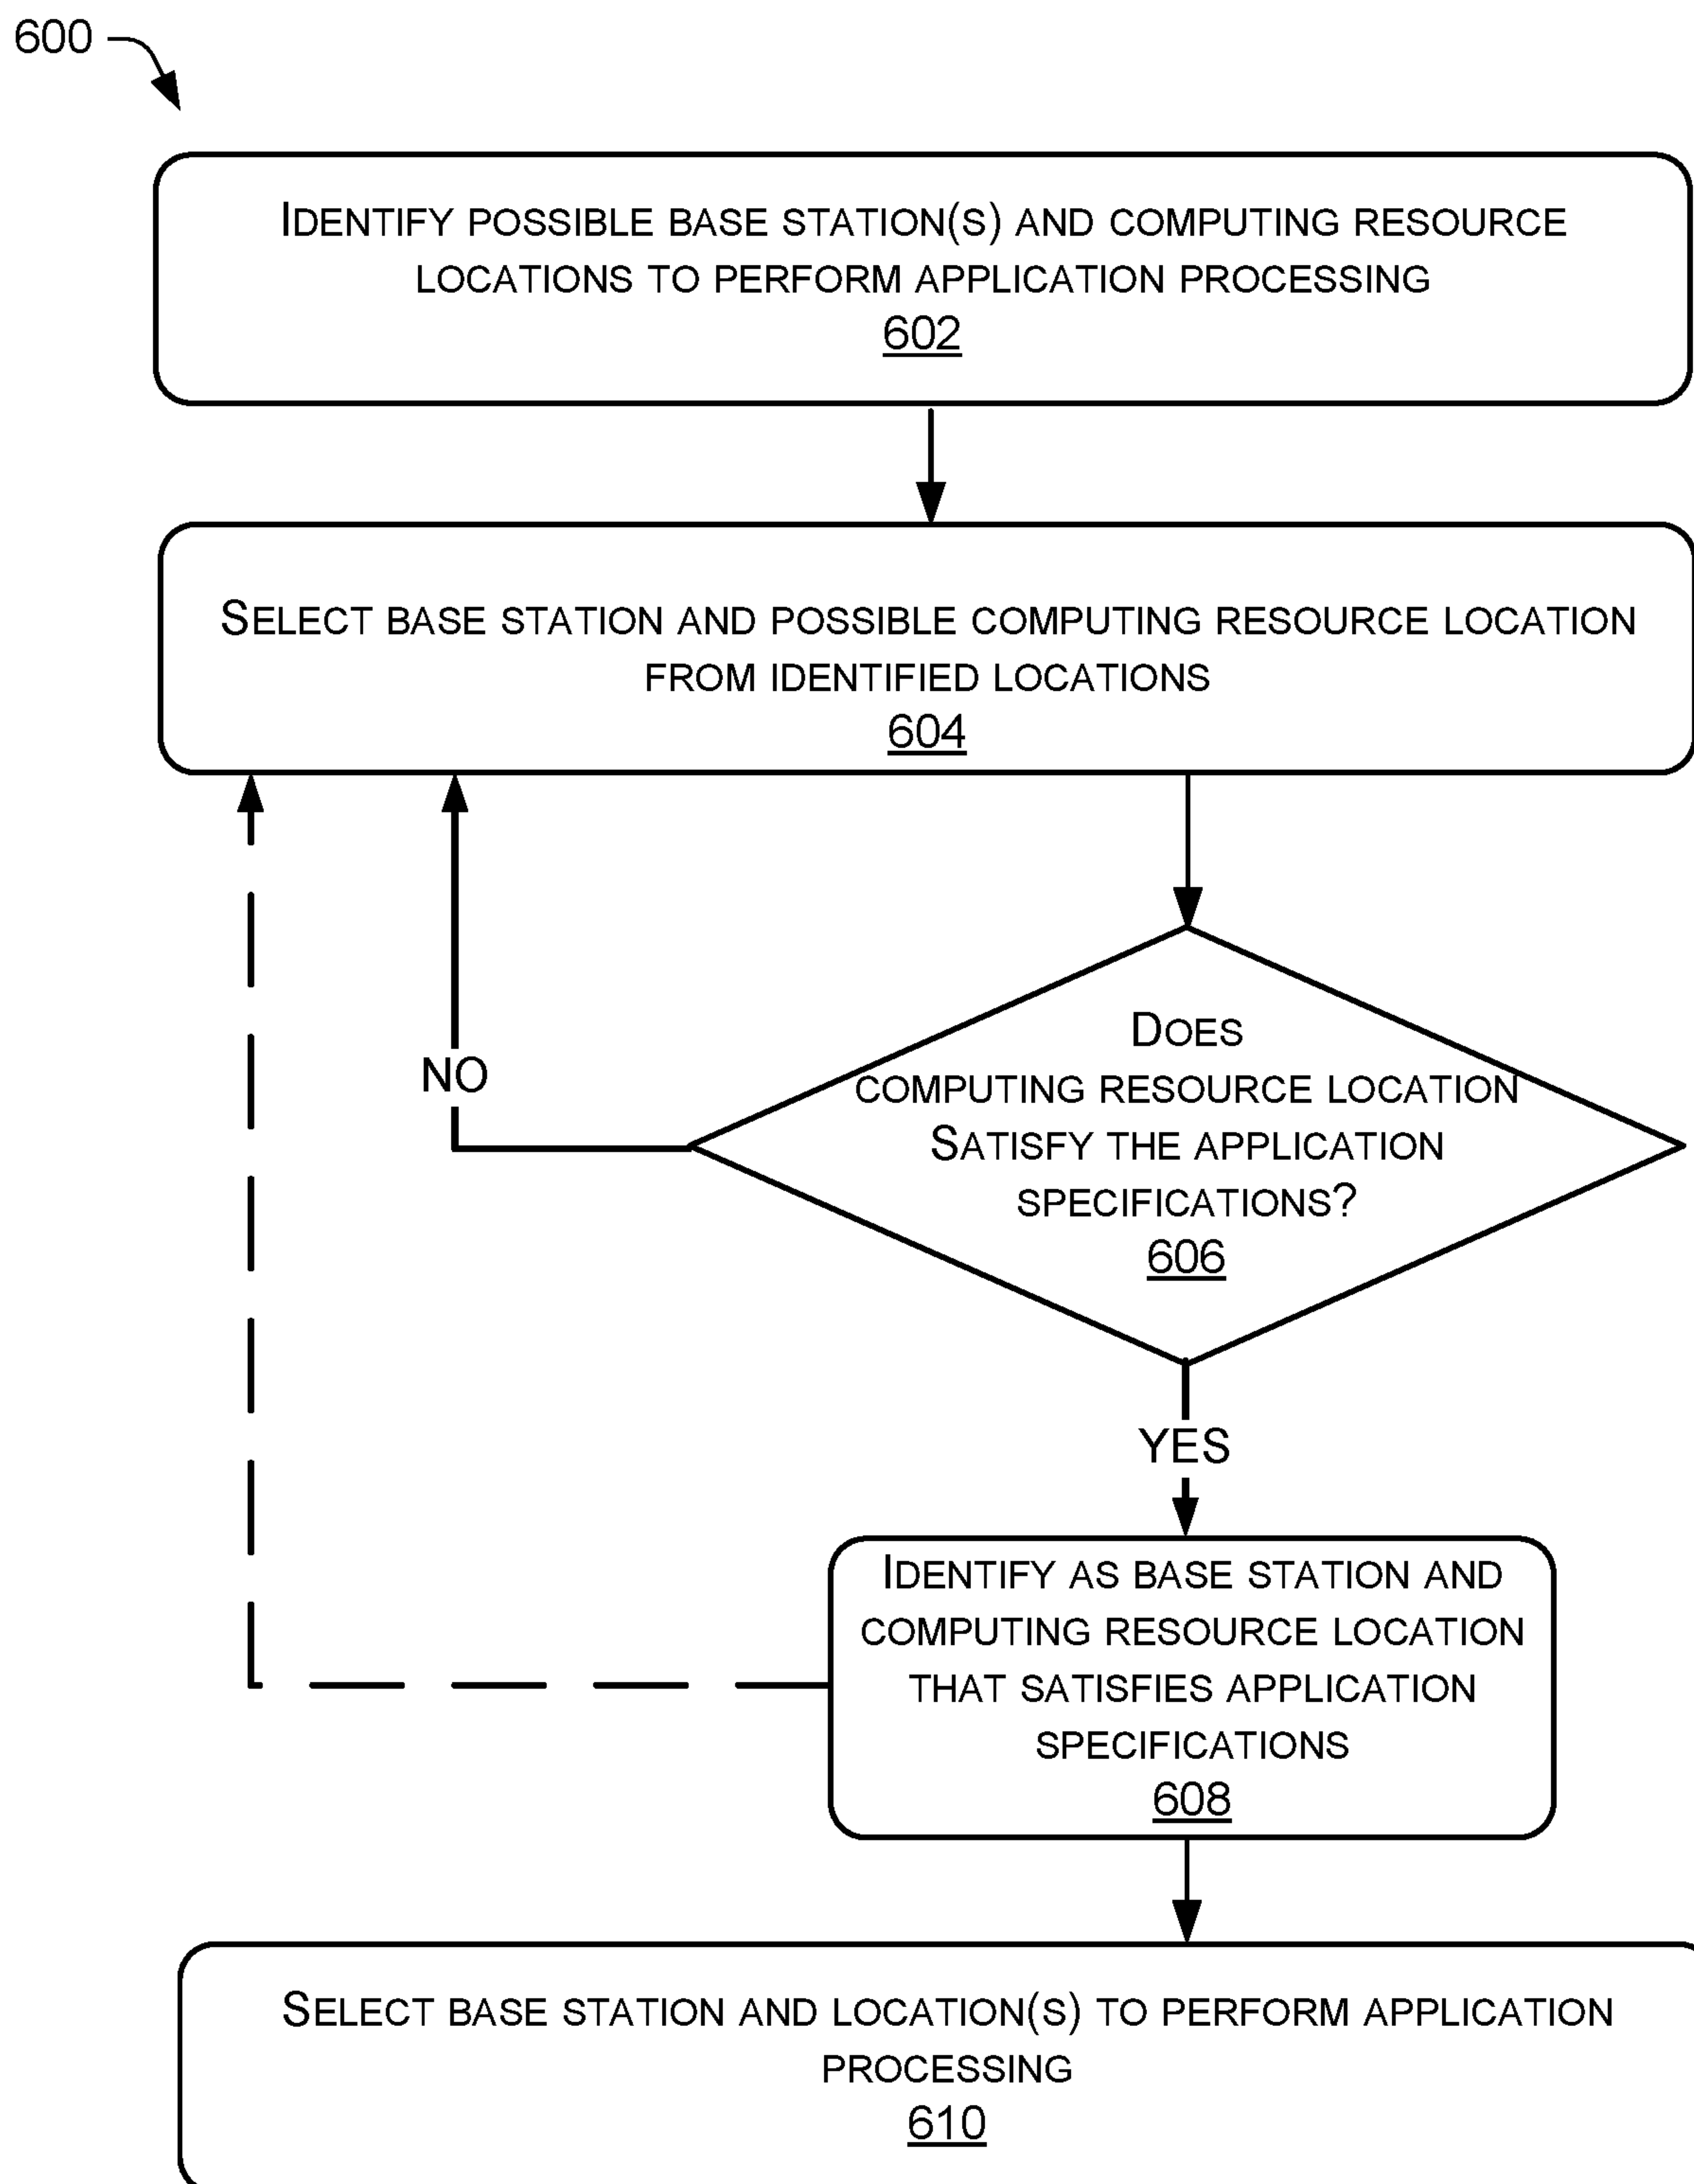 600
Identify possible base station(s) and computing resource
locations to perform application processing
602
Select base station and possible computing resource location
from identified locations
604
Does
computing resource location
Satisfy the application
specifications?
606
NO
YES
Identify as base station and
computing resource location
that satisfies application
specifications
608
Select base station and location(s) to perform application
processing
610